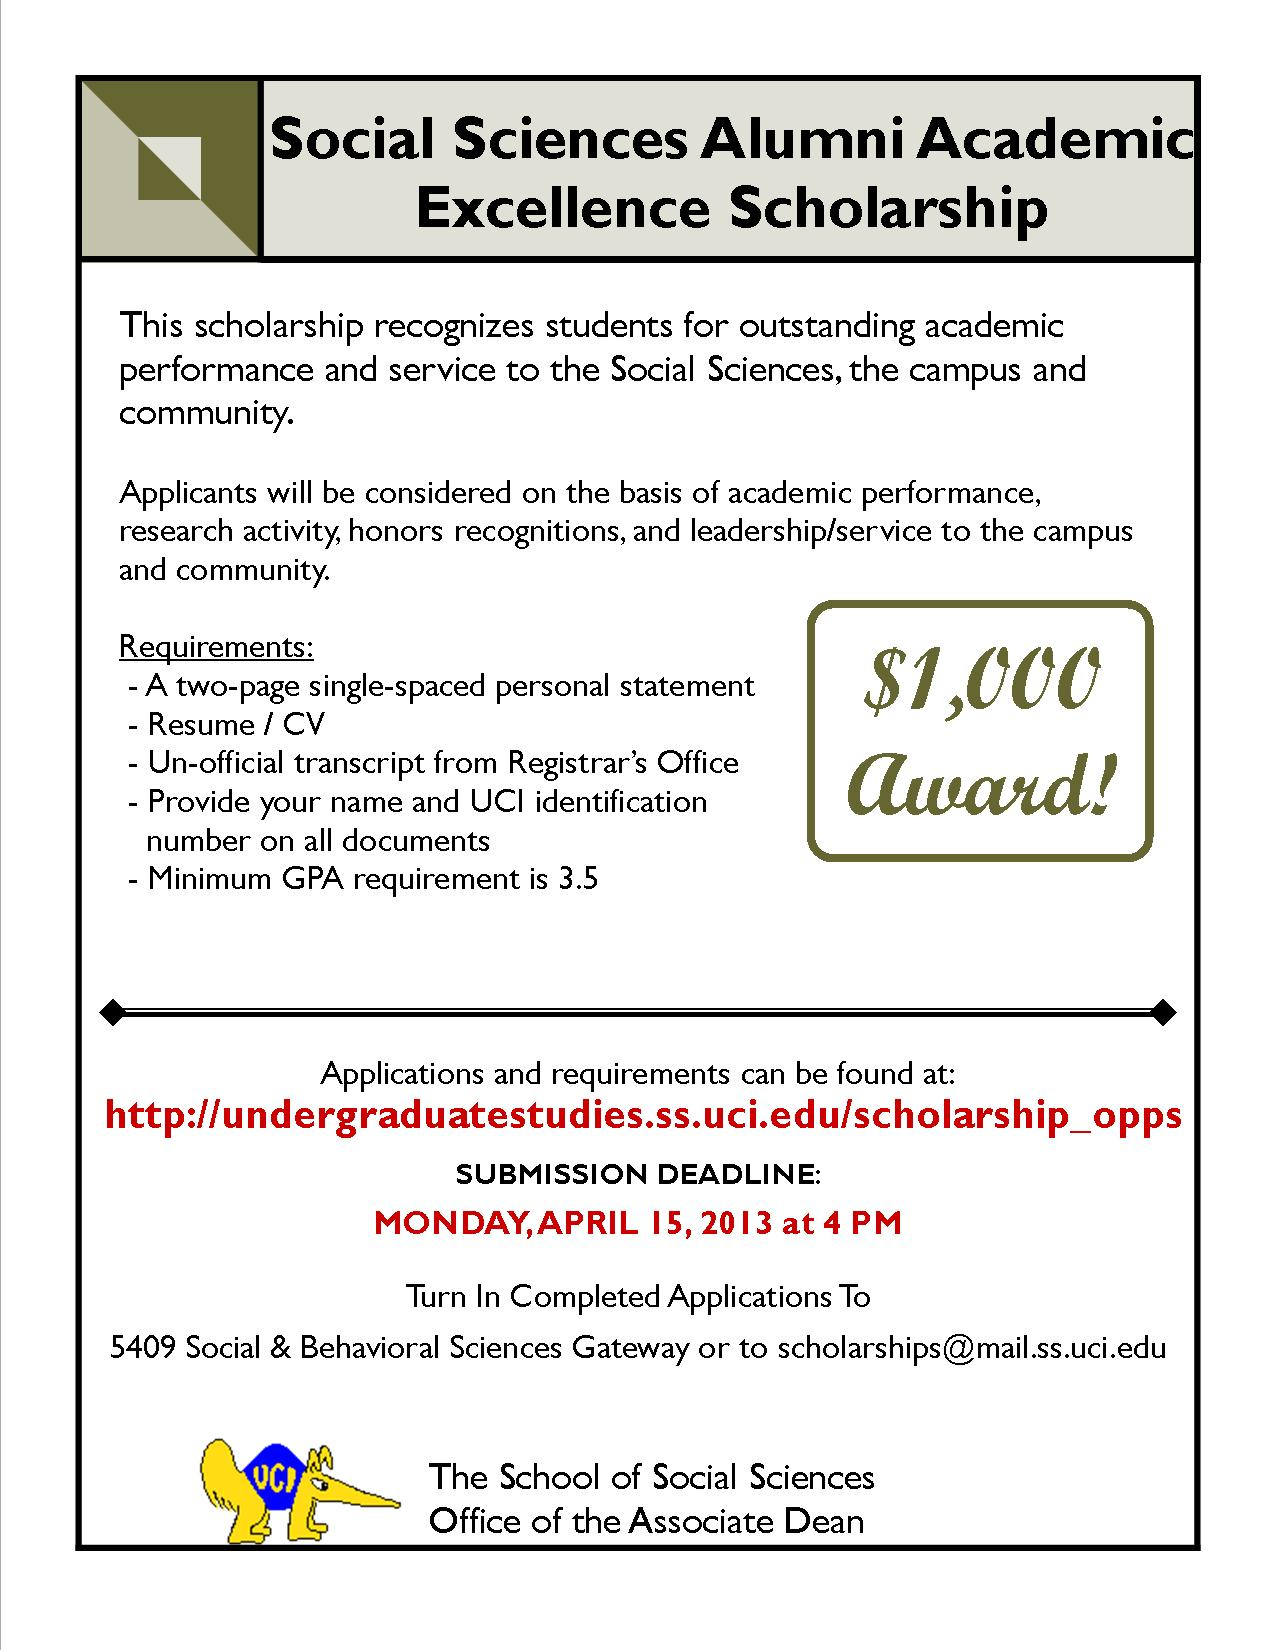 Social Sciences Alumni Academic
Excellence Scholarship
This scholarship recognizes students for outstanding academic
performance and service to the Social Sciences, the campus and
community.
Applicants will be considered on the basis of academic performance,
research activity, honors recognitions, and leadership/service to the campus
and community.
Requirements:
- A two-page single-spaced personal statement
- Resume / CV
- Un-official transcript from Registrar's Office
- Provide your name and UCI identification
number on all documents
- Minimum GPA requirement is 3.5
$1,000
Award!
Applications and requirements can be found at:
http://undergraduatestudies.ss.uci.edu/scholarship_opps
SUBMISSION DEADLINE:
MONDAY, APRIL 15, 2013 at 4 PM
Turn In Completed Applications To
5409 Social & Behavioral Sciences Gateway or to scholarships@mail.ss.uci.edu
UCI
The School of Social Sciences
Office of the Associate Dean